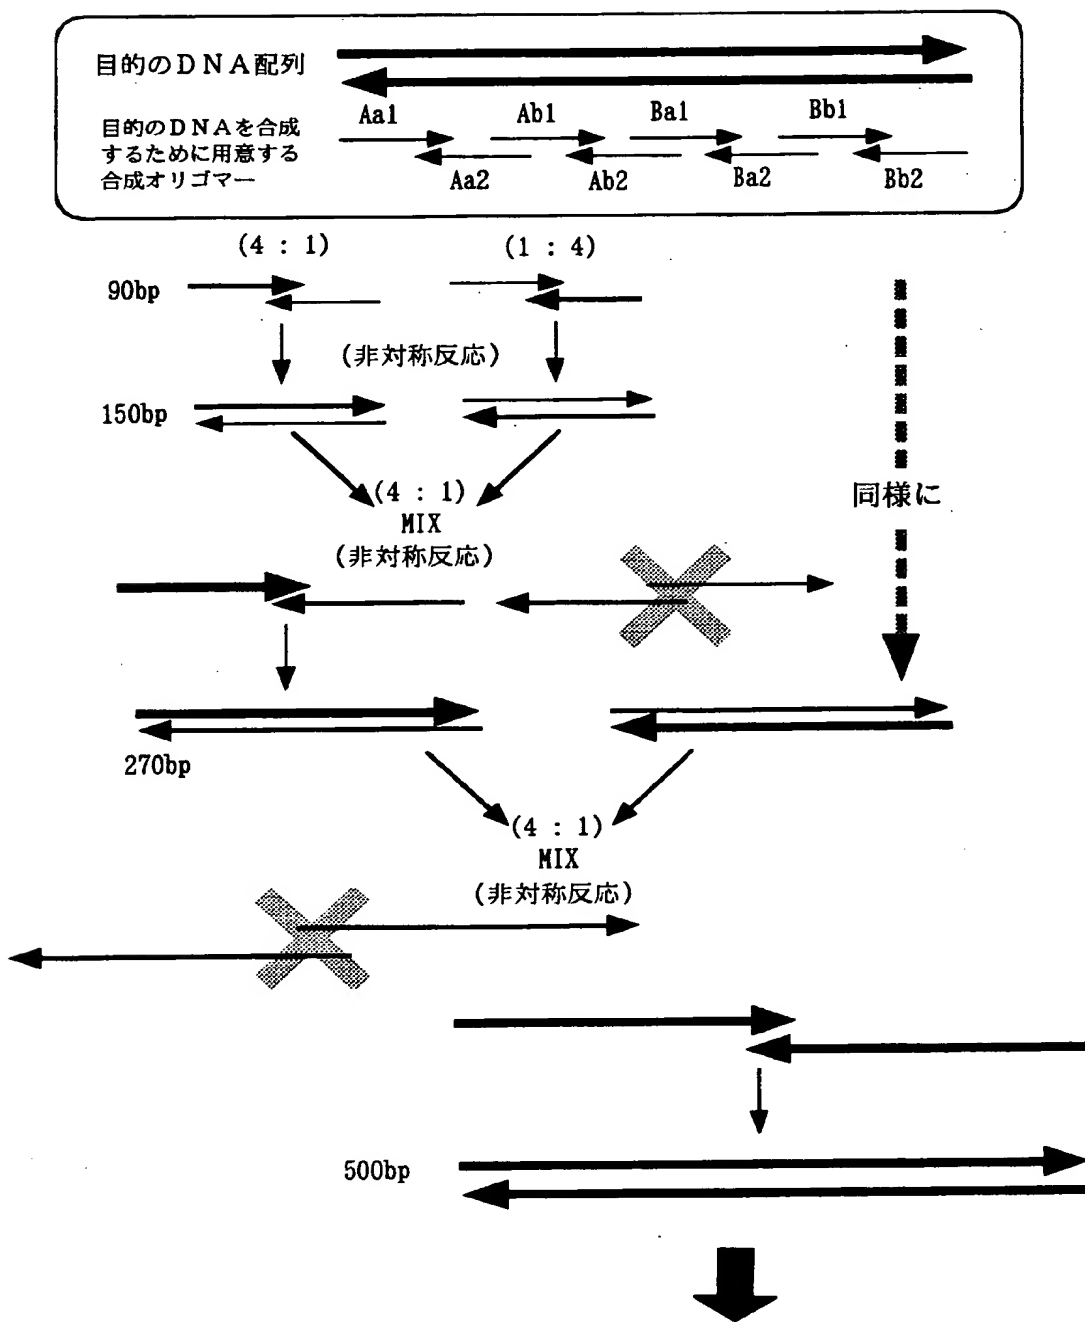 目的のＤＮＡ配列
Aa1 Ab1 Ba1 Bb1
目的のＤＮＡを合成
するために用意する
合成オリゴマー
Aa2 Ab2 Ba2 Bb2
(4 : 1) (1 : 4)
90bp
(非対称反応)
150bp
(4 : 1)
MIX
(非対称反応)
同様に
270bp
(4 : 1)
MIX
(非対称反応)
500bp